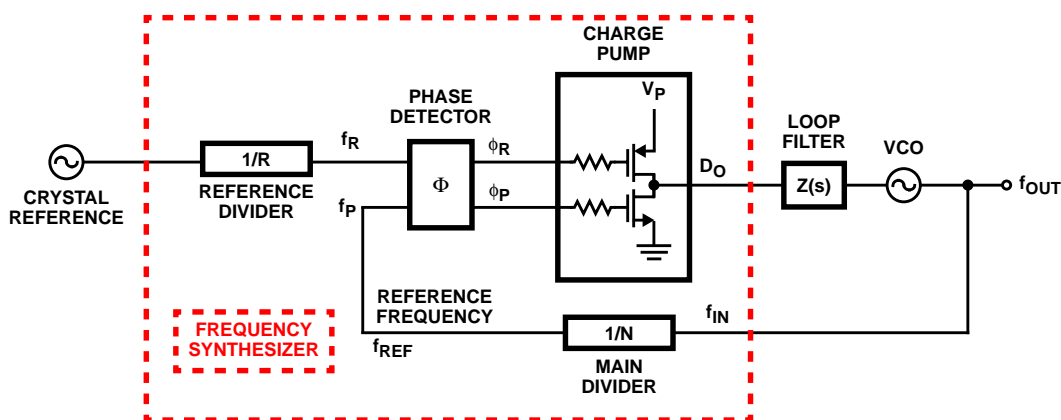 CHARGE
PUMP
V_P
PHASE
DETECTOR
LOOP
FILTER
VCO
f_R
ϕ_R
1/R
D_O
Z(s)
f_OUT
CRYSTAL
REFERENCE
REFERENCE
DIVIDER
Φ
f_P
ϕ_P
REFERENCE
FREQUENCY
f_REF
1/N
f_IN
MAIN
DIVIDER
FREQUENCY
SYNTHESIZER